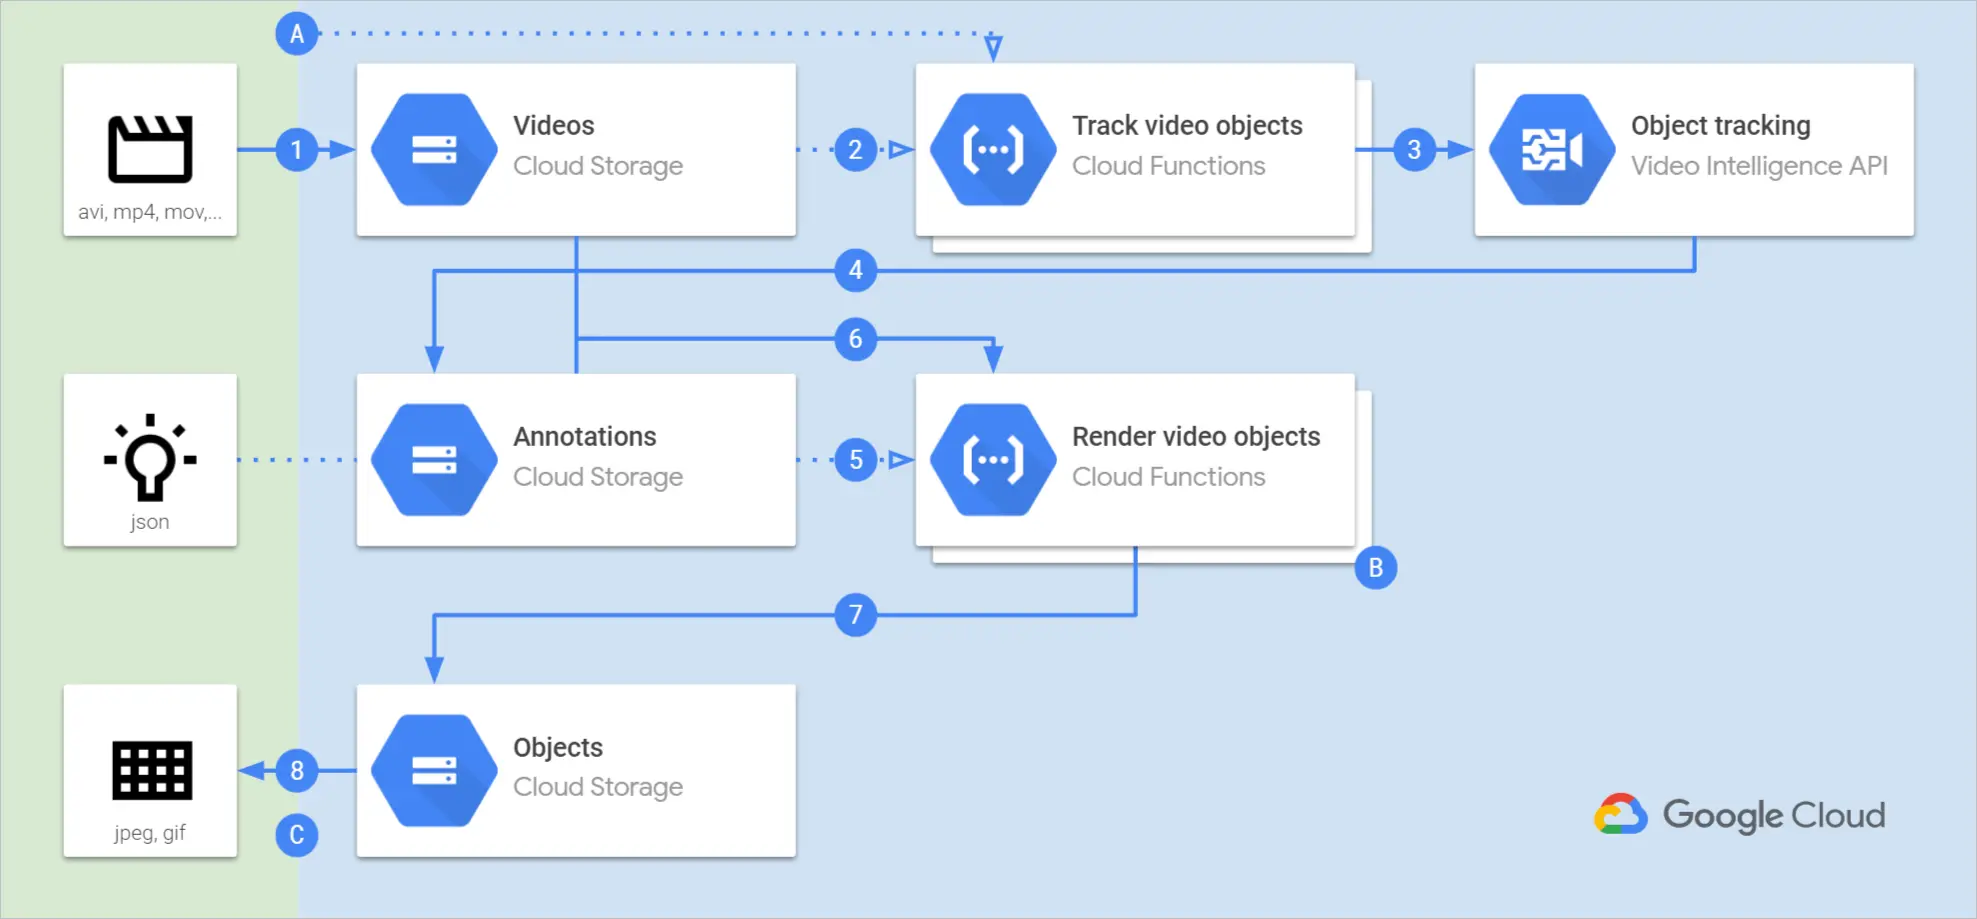 A
avi, mp4, mov,...
1
Videos
Cloud Storage
2
Track video objects
Cloud Functions
3
Object tracking
Video Intelligence API
4
6
json
Annotations
Cloud Storage
5
Render video objects
Cloud Functions
B
7
jpeg, gif
8
C
Objects
Cloud Storage
Google Cloud